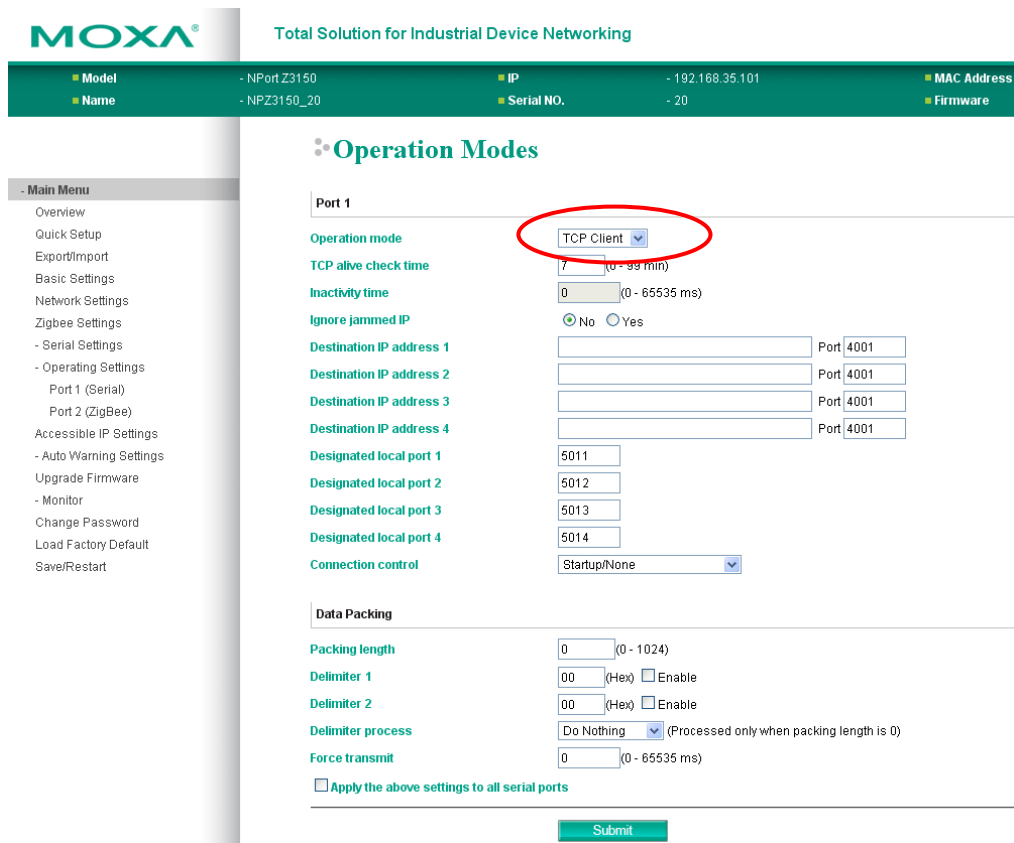 MOXA®
Total Solution for Industrial Device Networking
Model - NPort Z3150 IP - 192.168.35.101 MAC Address
Name - NPZ3150_20 Serial NO. - 20 Firmware
Operation Modes
- Main Menu
Overview
Quick Setup
Export/Import
Basic Settings
Network Settings
Zigbee Settings
- Serial Settings
- Operating Settings
Port 1 (Serial)
Port 2 (ZigBee)
Accessible IP Settings
- Auto Warning Settings
Upgrade Firmware
- Monitor
Change Password
Load Factory Default
Save/Restart
Port 1
Operation mode TCP Client
TCP alive check time 7 (0 - 99 min)
Inactivity time 0 (0 - 65535 ms)
Ignore jammed IP No Yes
Destination IP address 1 Port 4001
Destination IP address 2 Port 4001
Destination IP address 3 Port 4001
Destination IP address 4 Port 4001
Designated local port 1 5011
Designated local port 2 5012
Designated local port 3 5013
Designated local port 4 5014
Connection control Startup/None
Data Packing
Packing length 0 (0 - 1024)
Delimiter 1 00 (Hex) Enable
Delimiter 2 00 (Hex) Enable
Delimiter process Do Nothing (Processed only when packing length is 0)
Force transmit 0 (0 - 65535 ms)
Apply the above settings to all serial ports
Submit